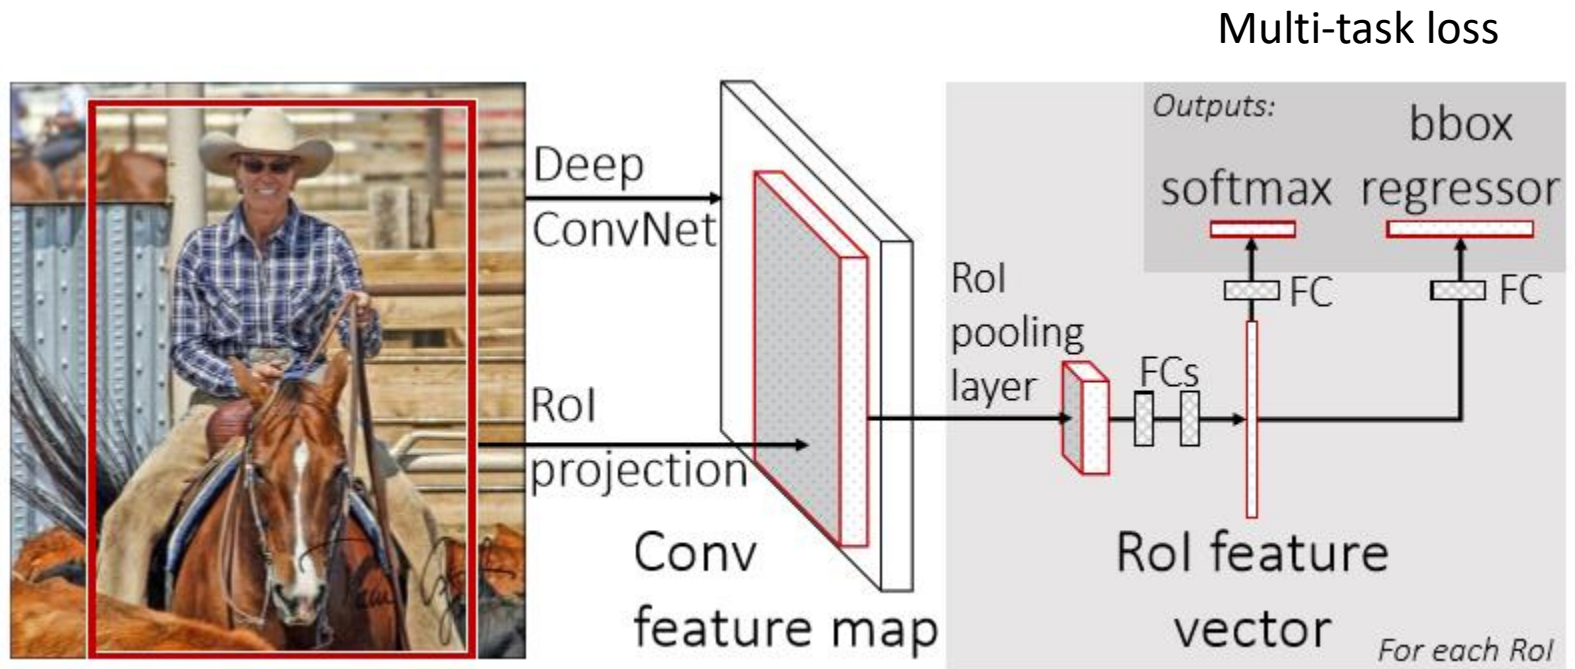 Multi-task loss
Outputs:
bbox
softmax
regressor
Deep
ConvNet
FC
FC
RoI
pooling
layer
FCs
RoI
projection
Conv
feature map
RoI feature
vector
For each RoI